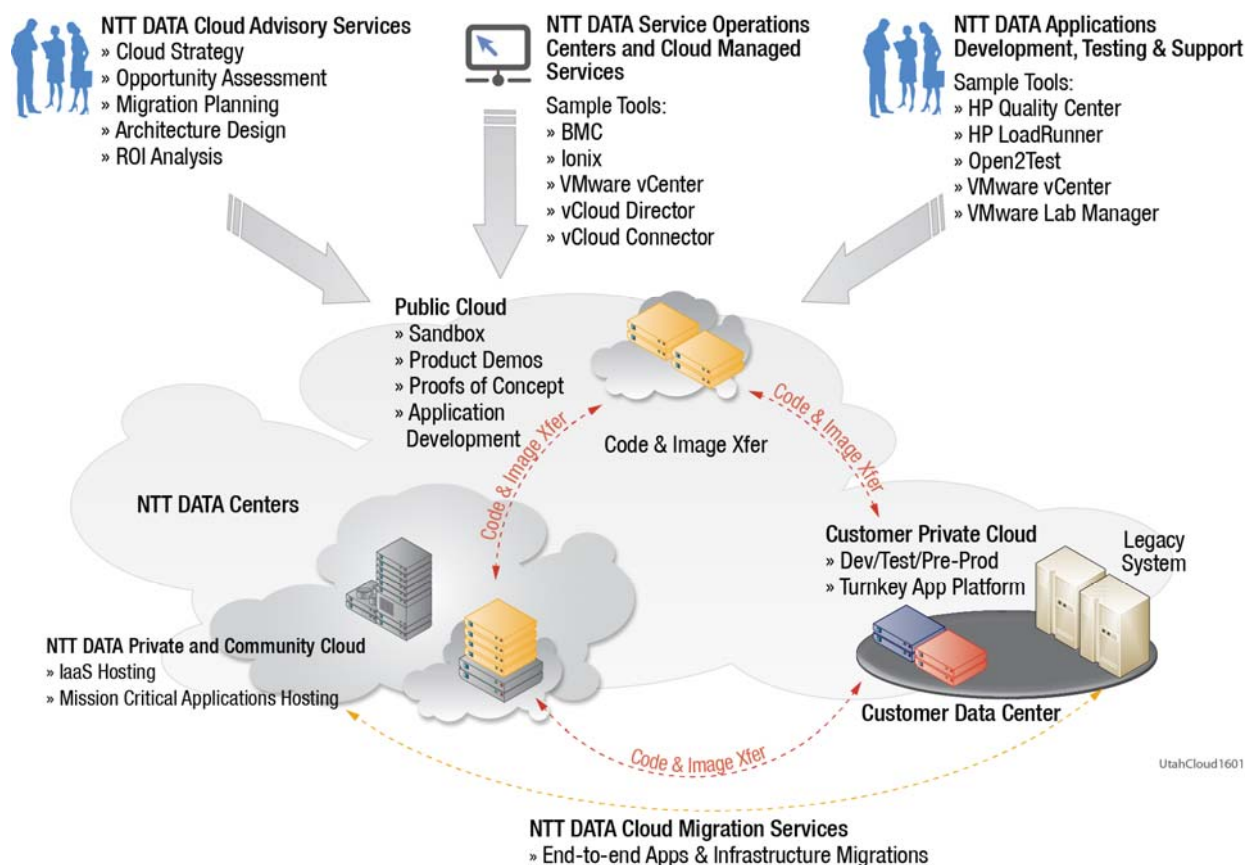 NTT DATA Cloud Advisory Services
» Cloud Strategy
» Opportunity Assessment
» Migration Planning
» Architecture Design
» ROI Analysis
NTT DATA Service Operations
Centers and Cloud Managed
Services
Sample Tools:
» BMC
» Ionix
» VMware vCenter
» vCloud Director
» vCloud Connector
NTT DATA Applications
Development, Testing & Support
Sample Tools:
» HP Quality Center
» HP LoadRunner
» Open2Test
» VMware vCenter
» VMware Lab Manager
Public Cloud
» Sandbox
» Product Demos
» Proofs of Concept
» Application
Development
Code & Image Xfer
Code & Image Xfer
Code & Image Xfer
NTT DATA Centers
Customer Private Cloud
» Dev/Test/Pre-Prod
» Turnkey App Platform
Legacy
System
NTT DATA Private and Community Cloud
» IaaS Hosting
» Mission Critical Applications Hosting
Customer Data Center
Code & Image Xfer
UtahCloud1601
NTT DATA Cloud Migration Services
» End-to-end Apps & Infrastructure Migrations